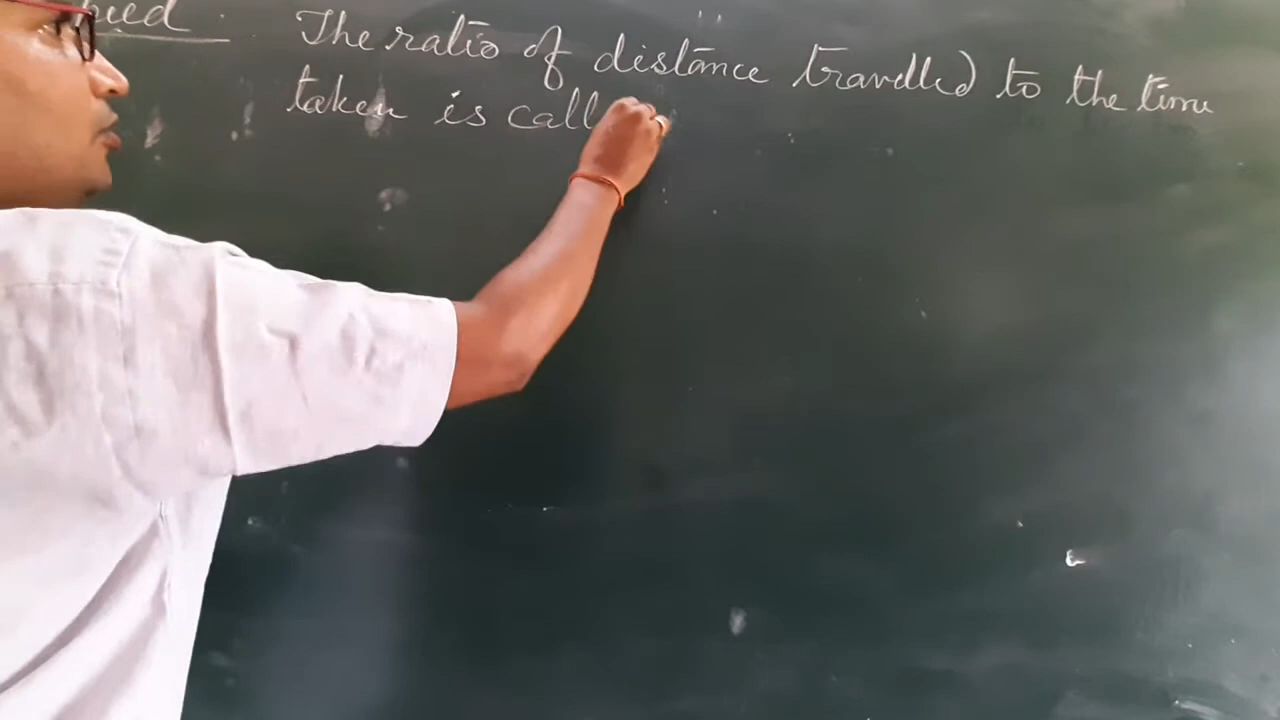 The ratio of distance travelled to the time
taken is call